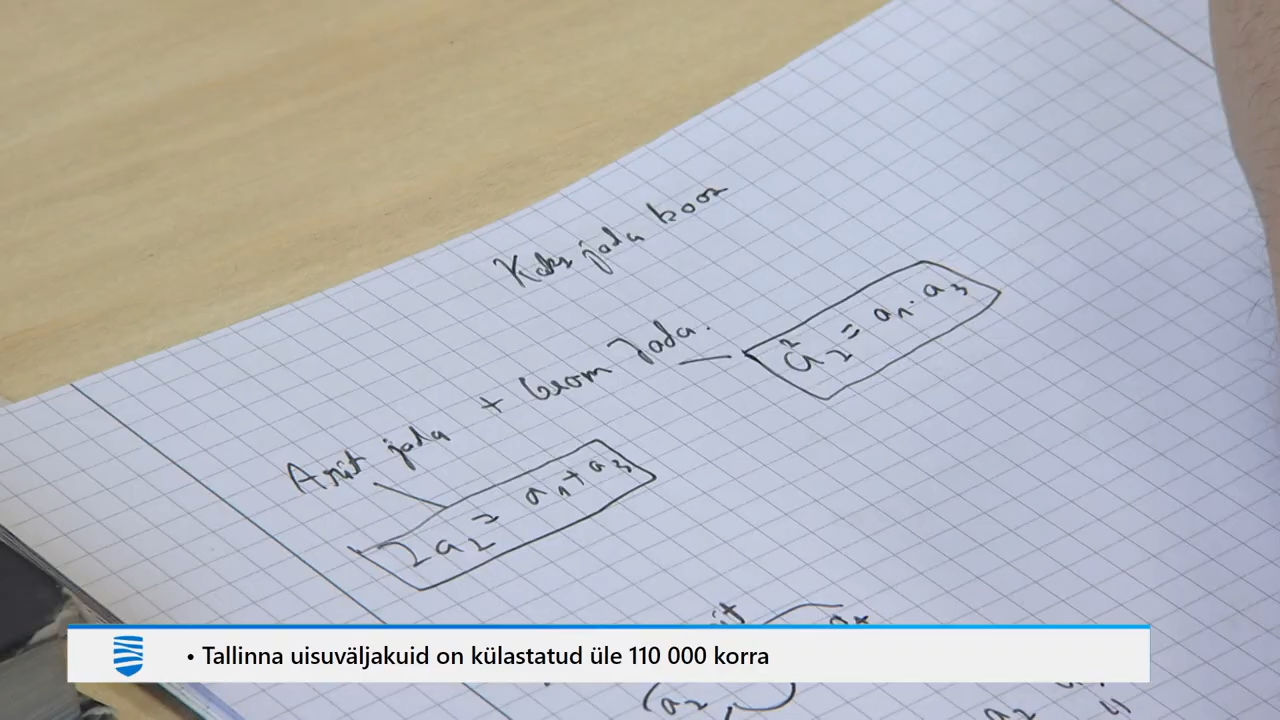 Kaks jada koos
Arit jada + Geom Jada.
a₂² = a₁ · a₃
2a₂ = a₁ + a₃
• Tallinna uisuväljakuid on külastatud üle 110 000 korra